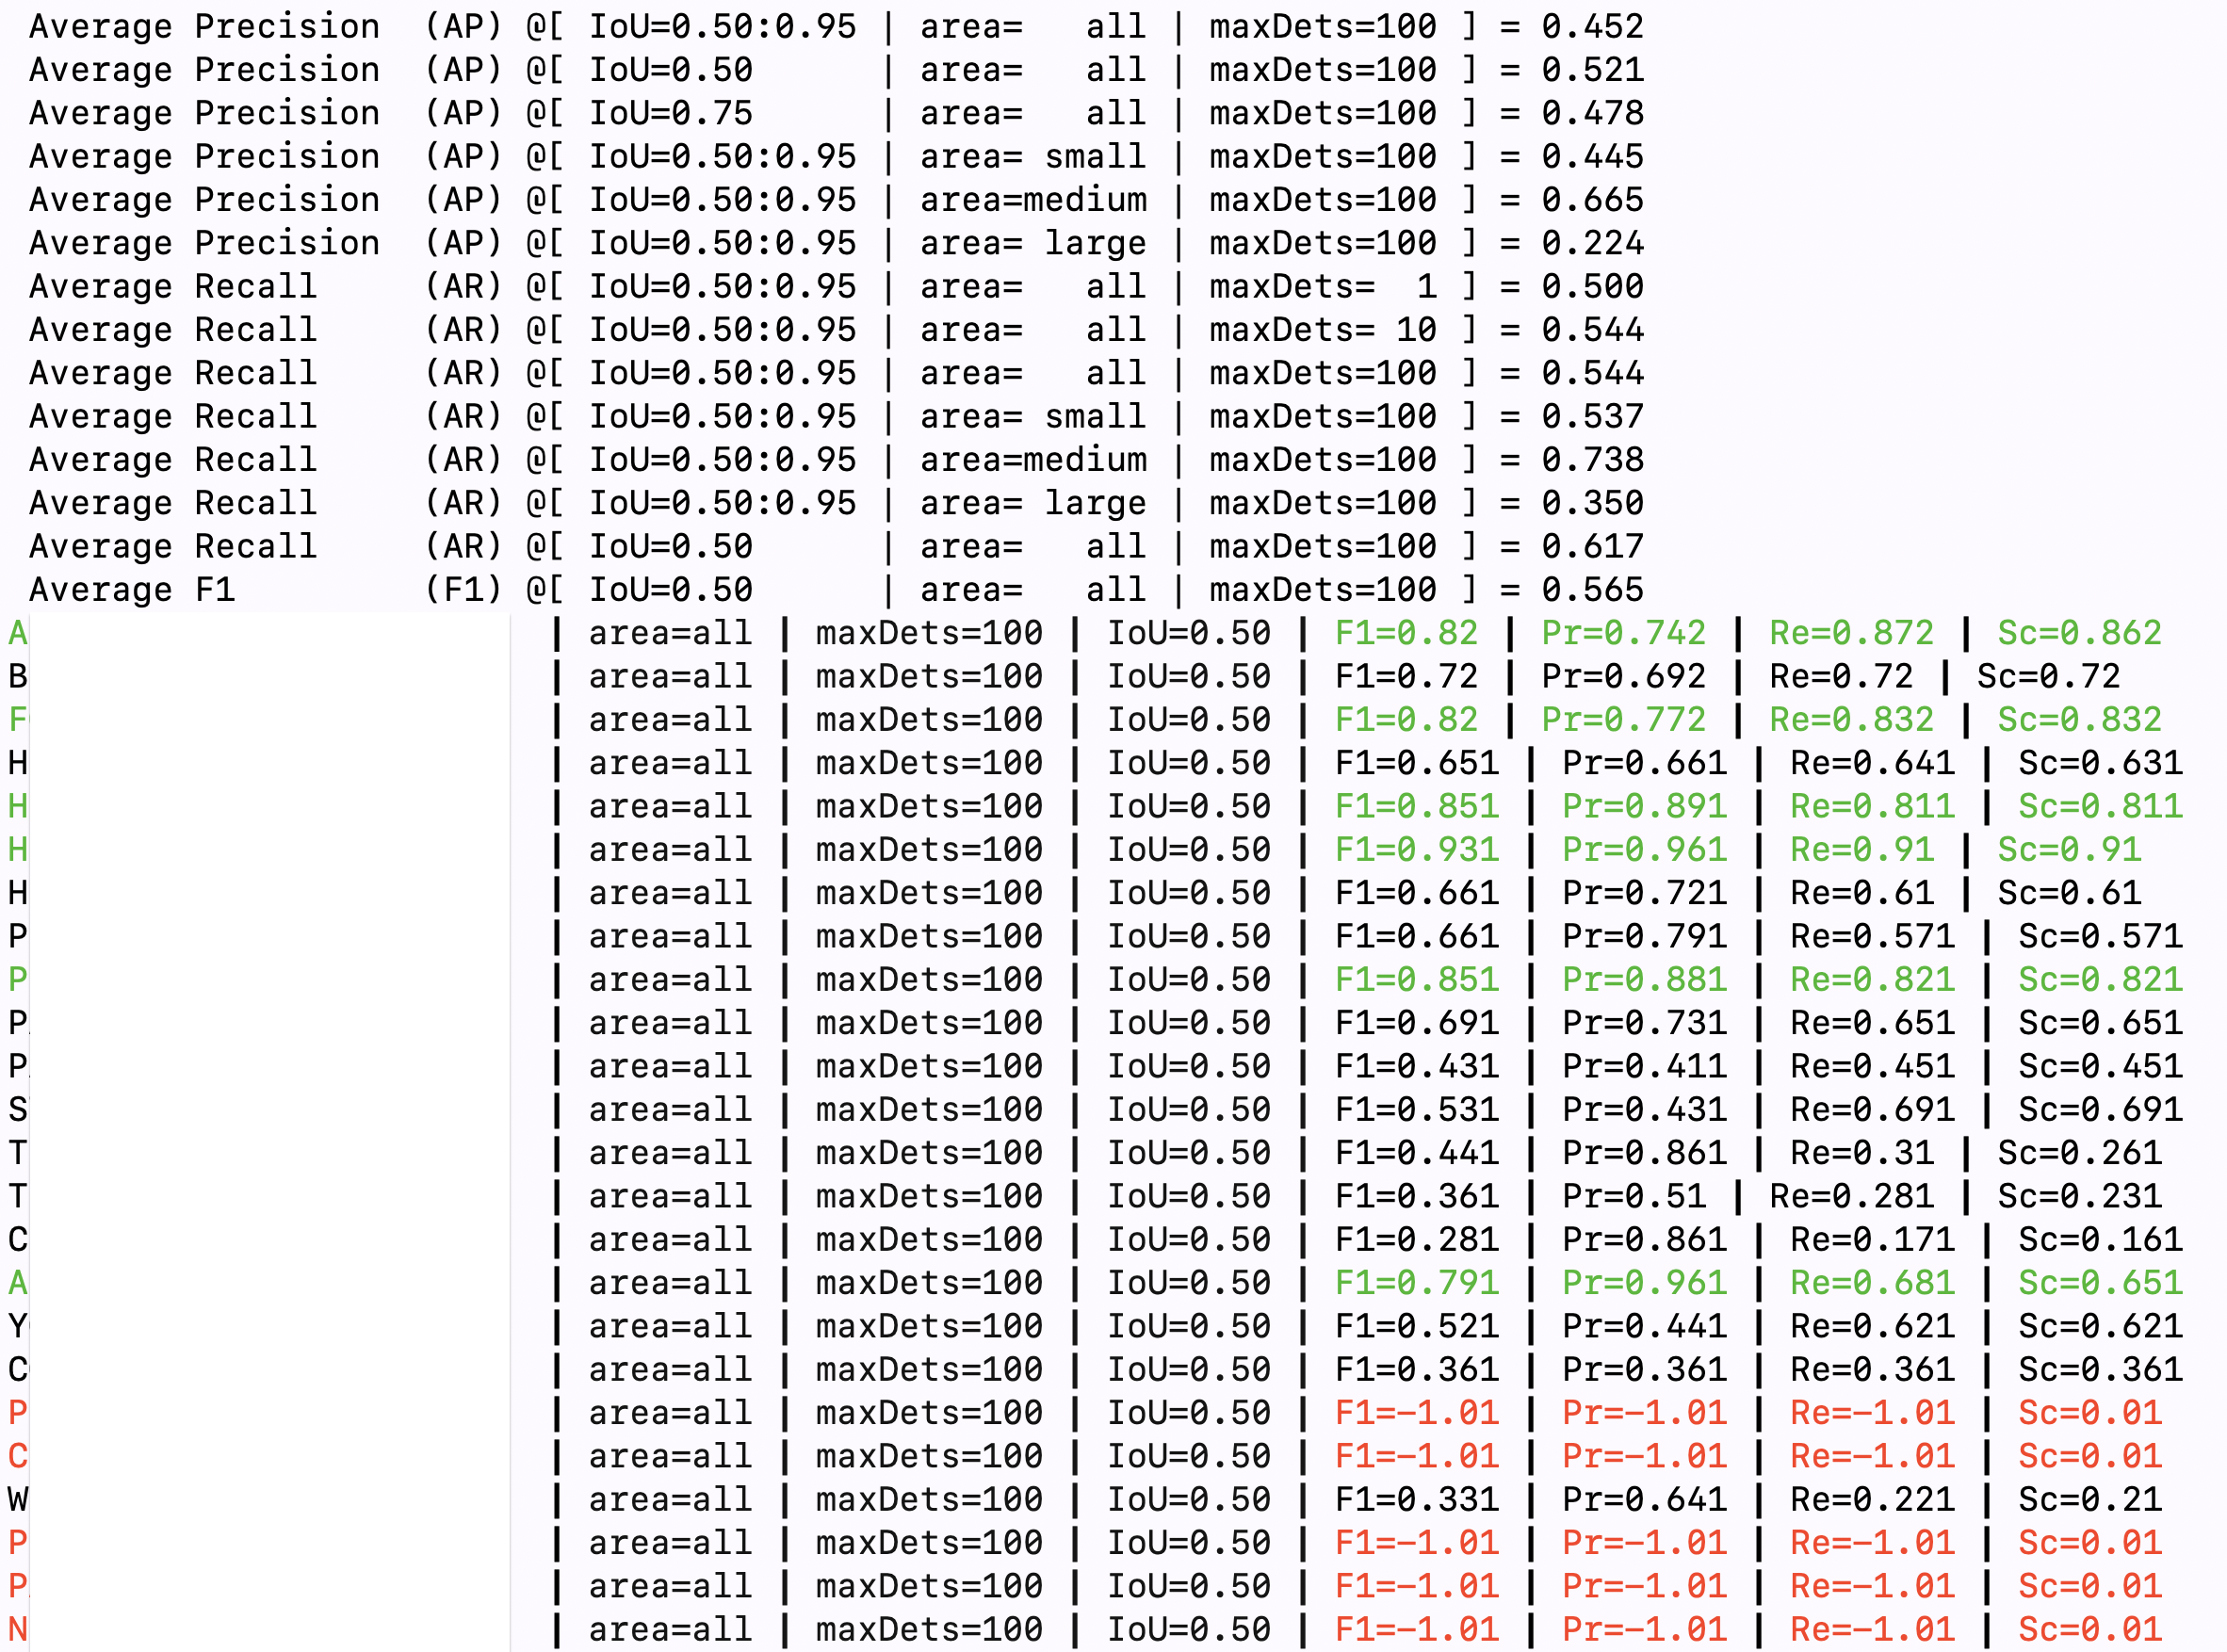 Average Precision  (AP) @[ IoU=0.50:0.95 | area=   all | maxDets=100 ] = 0.452
Average Precision  (AP) @[ IoU=0.50      | area=   all | maxDets=100 ] = 0.521
Average Precision  (AP) @[ IoU=0.75      | area=   all | maxDets=100 ] = 0.478
Average Precision  (AP) @[ IoU=0.50:0.95 | area= small | maxDets=100 ] = 0.445
Average Precision  (AP) @[ IoU=0.50:0.95 | area=medium | maxDets=100 ] = 0.665
Average Precision  (AP) @[ IoU=0.50:0.95 | area= large | maxDets=100 ] = 0.224
Average Recall     (AR) @[ IoU=0.50:0.95 | area=   all | maxDets=  1 ] = 0.500
Average Recall     (AR) @[ IoU=0.50:0.95 | area=   all | maxDets= 10 ] = 0.544
Average Recall     (AR) @[ IoU=0.50:0.95 | area=   all | maxDets=100 ] = 0.544
Average Recall     (AR) @[ IoU=0.50:0.95 | area= small | maxDets=100 ] = 0.537
Average Recall     (AR) @[ IoU=0.50:0.95 | area=medium | maxDets=100 ] = 0.738
Average Recall     (AR) @[ IoU=0.50:0.95 | area= large | maxDets=100 ] = 0.350
Average Recall     (AR) @[ IoU=0.50      | area=   all | maxDets=100 ] = 0.617
Average F1         (F1) @[ IoU=0.50      | area=   all | maxDets=100 ] = 0.565
A | area=all | maxDets=100 | IoU=0.50 | F1=0.82 | Pr=0.742 | Re=0.872 | Sc=0.862
B | area=all | maxDets=100 | IoU=0.50 | F1=0.72 | Pr=0.692 | Re=0.72 | Sc=0.72
F | area=all | maxDets=100 | IoU=0.50 | F1=0.82 | Pr=0.772 | Re=0.832 | Sc=0.832
H | area=all | maxDets=100 | IoU=0.50 | F1=0.651 | Pr=0.661 | Re=0.641 | Sc=0.631
H | area=all | maxDets=100 | IoU=0.50 | F1=0.851 | Pr=0.891 | Re=0.811 | Sc=0.811
H | area=all | maxDets=100 | IoU=0.50 | F1=0.931 | Pr=0.961 | Re=0.91 | Sc=0.91
H | area=all | maxDets=100 | IoU=0.50 | F1=0.661 | Pr=0.721 | Re=0.61 | Sc=0.61
P | area=all | maxDets=100 | IoU=0.50 | F1=0.661 | Pr=0.791 | Re=0.571 | Sc=0.571
P | area=all | maxDets=100 | IoU=0.50 | F1=0.851 | Pr=0.881 | Re=0.821 | Sc=0.821
P | area=all | maxDets=100 | IoU=0.50 | F1=0.691 | Pr=0.731 | Re=0.651 | Sc=0.651
P | area=all | maxDets=100 | IoU=0.50 | F1=0.431 | Pr=0.411 | Re=0.451 | Sc=0.451
S | area=all | maxDets=100 | IoU=0.50 | F1=0.531 | Pr=0.431 | Re=0.691 | Sc=0.691
T | area=all | maxDets=100 | IoU=0.50 | F1=0.441 | Pr=0.861 | Re=0.31 | Sc=0.261
T | area=all | maxDets=100 | IoU=0.50 | F1=0.361 | Pr=0.51 | Re=0.281 | Sc=0.231
C | area=all | maxDets=100 | IoU=0.50 | F1=0.281 | Pr=0.861 | Re=0.171 | Sc=0.161
A | area=all | maxDets=100 | IoU=0.50 | F1=0.791 | Pr=0.961 | Re=0.681 | Sc=0.651
Y | area=all | maxDets=100 | IoU=0.50 | F1=0.521 | Pr=0.441 | Re=0.621 | Sc=0.621
C | area=all | maxDets=100 | IoU=0.50 | F1=0.361 | Pr=0.361 | Re=0.361 | Sc=0.361
P | area=all | maxDets=100 | IoU=0.50 | F1=-1.01 | Pr=-1.01 | Re=-1.01 | Sc=0.01
C | area=all | maxDets=100 | IoU=0.50 | F1=-1.01 | Pr=-1.01 | Re=-1.01 | Sc=0.01
W | area=all | maxDets=100 | IoU=0.50 | F1=0.331 | Pr=0.641 | Re=0.221 | Sc=0.21
P | area=all | maxDets=100 | IoU=0.50 | F1=-1.01 | Pr=-1.01 | Re=-1.01 | Sc=0.01
P | area=all | maxDets=100 | IoU=0.50 | F1=-1.01 | Pr=-1.01 | Re=-1.01 | Sc=0.01
N | area=all | maxDets=100 | IoU=0.50 | F1=-1.01 | Pr=-1.01 | Re=-1.01 | Sc=0.01